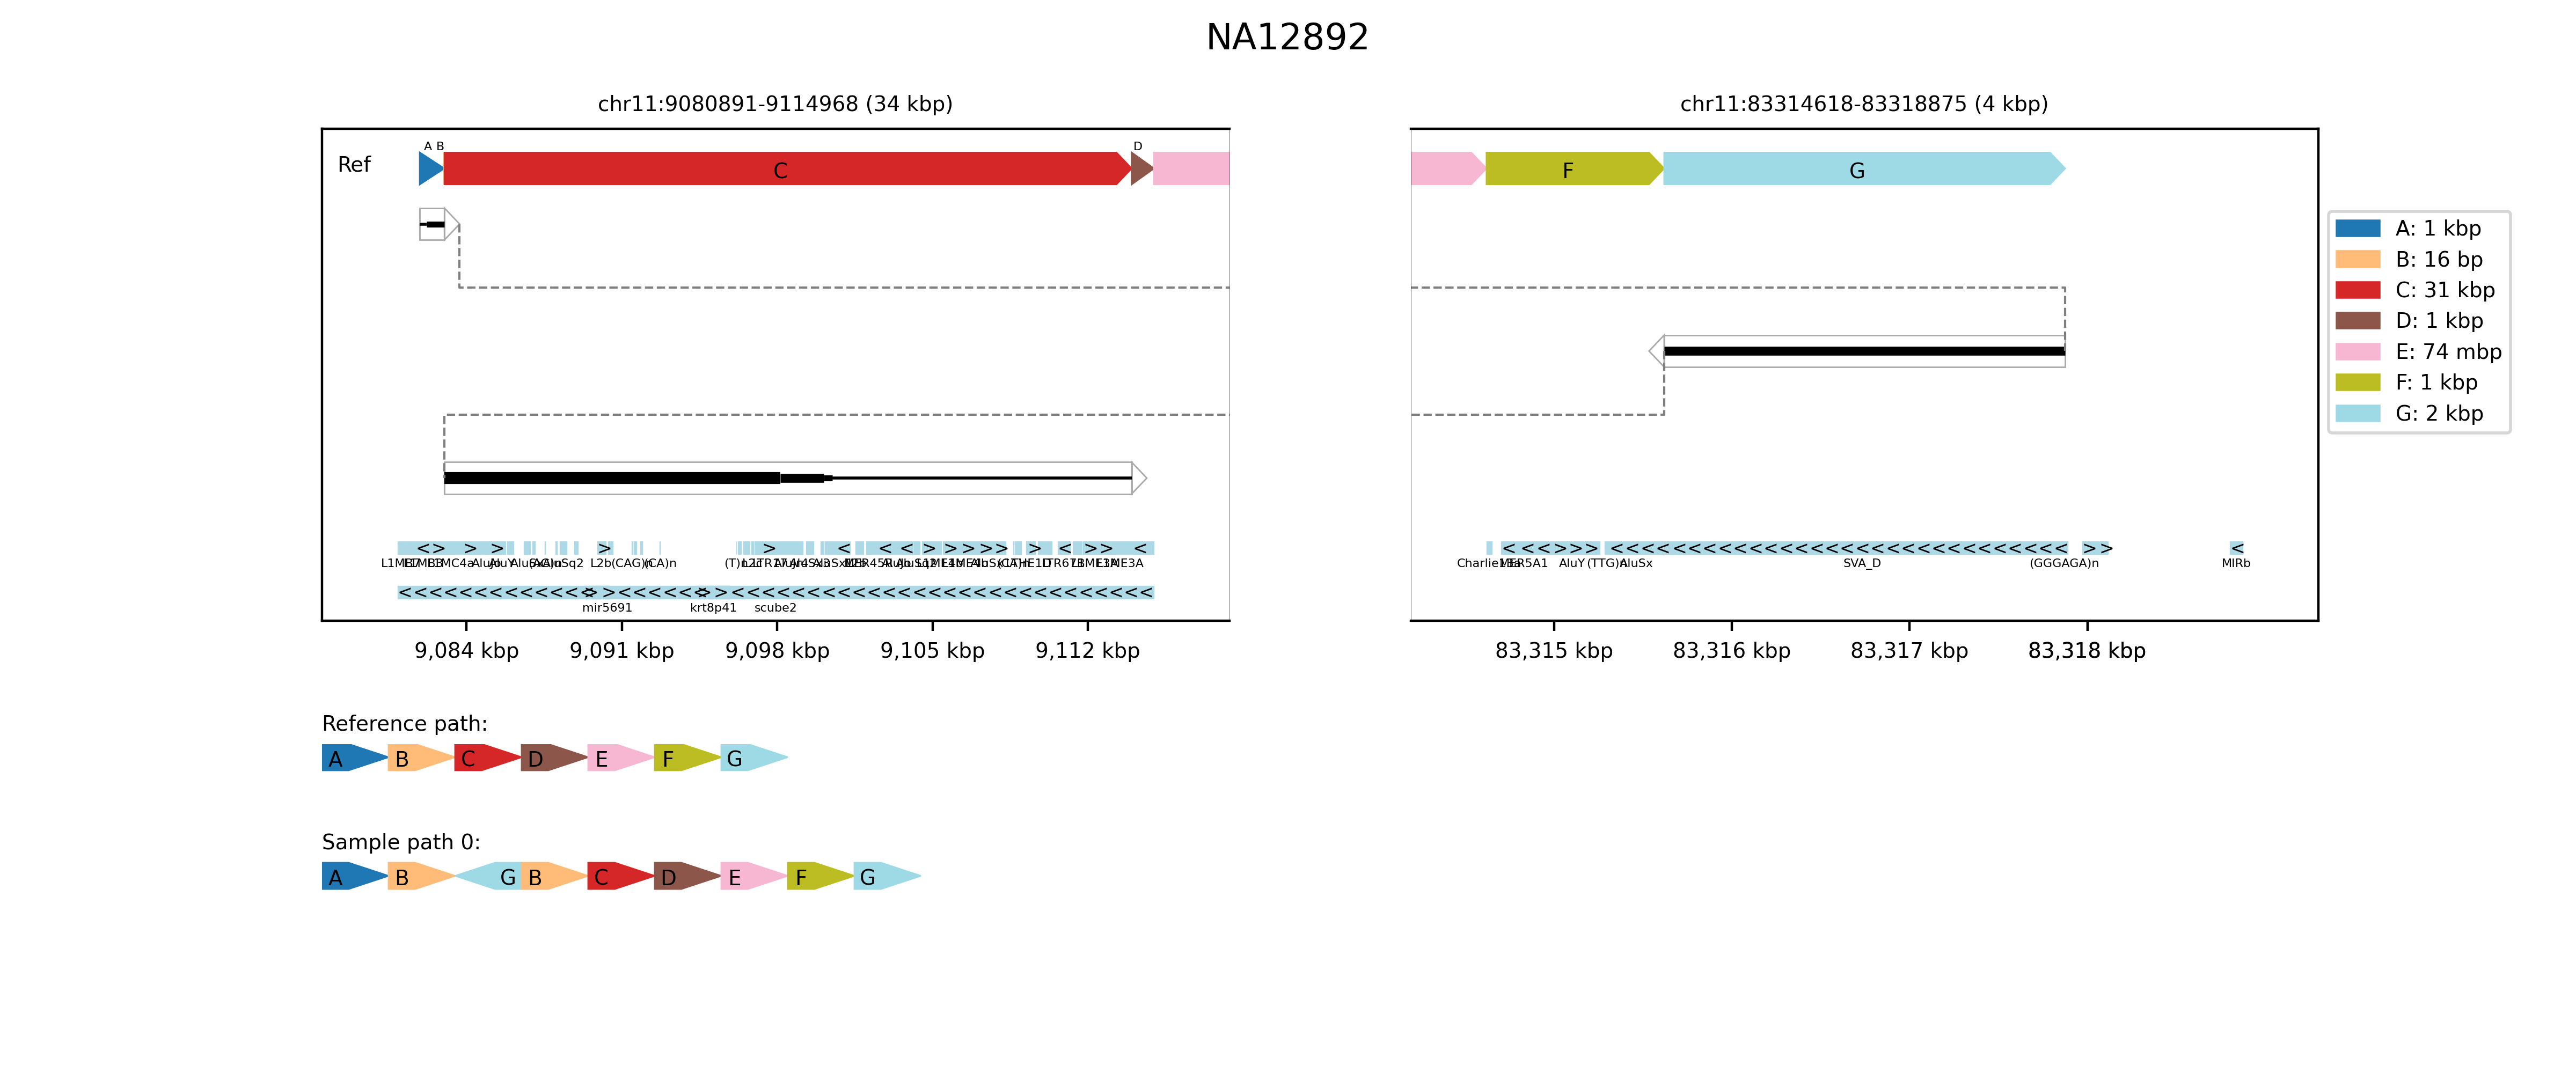 NA12892
chr11:9080891-9114968 (34 kbp)
chr11:83314618-83318875 (4 kbp)
Ref
A B
C
D
F
G
A: 1 kbp
B: 16 bp
C: 31 kbp
D: 1 kbp
E: 74 mbp
F: 1 kbp
G: 2 kbp
L2b (CAG)n
AluY (TTG)n AluSx
SVA_D
(GGGAGA)n
MIRb
mir5691
krt8p41
scube2
9,084 kbp
9,091 kbp
9,098 kbp
9,105 kbp
9,112 kbp
83,315 kbp
83,316 kbp
83,317 kbp
83,318 kbp
Reference path:
A B C D E F G
Sample path 0:
A B G B C D E F G